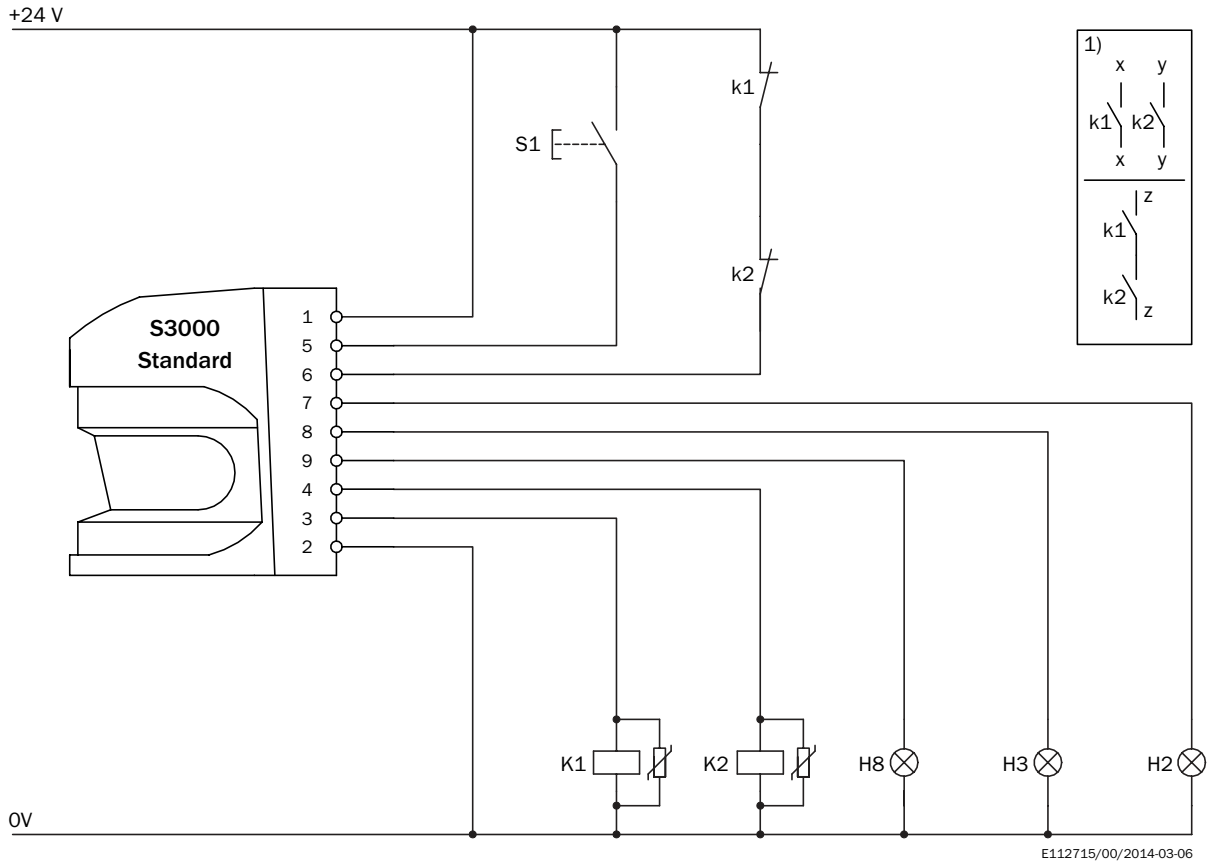 +24 V
1)
x y
k1
k1 k2
S1
x y
z
k1
k2
k2
z
S3000
Standard
1
5
6
7
8
9
4
3
2
K1
K2
H8
H3
H2
0V
E112715/00/2014-03-06